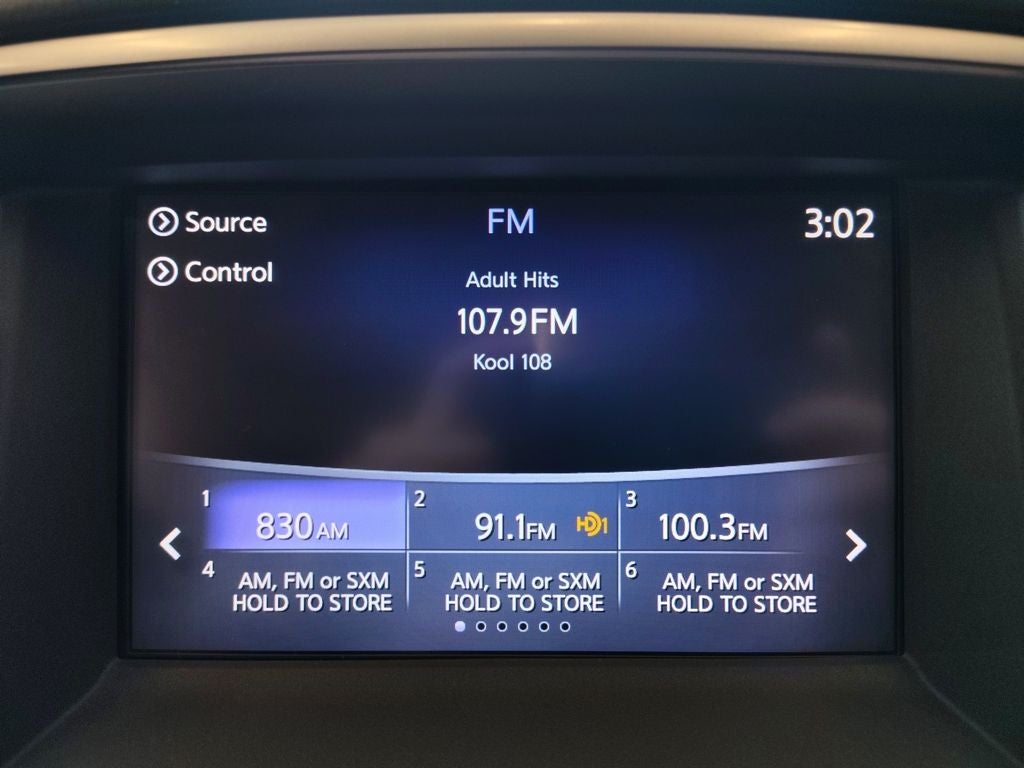 Source
FM
3:02
Control
Adult Hits
107.9FM
Kool 108
1
830 AM
2
91.1FM HD1
3
100.3FM
4
AM, FM or SXM
HOLD TO STORE
5
AM, FM or SXM
HOLD TO STORE
6
AM, FM or SXM
HOLD TO STORE